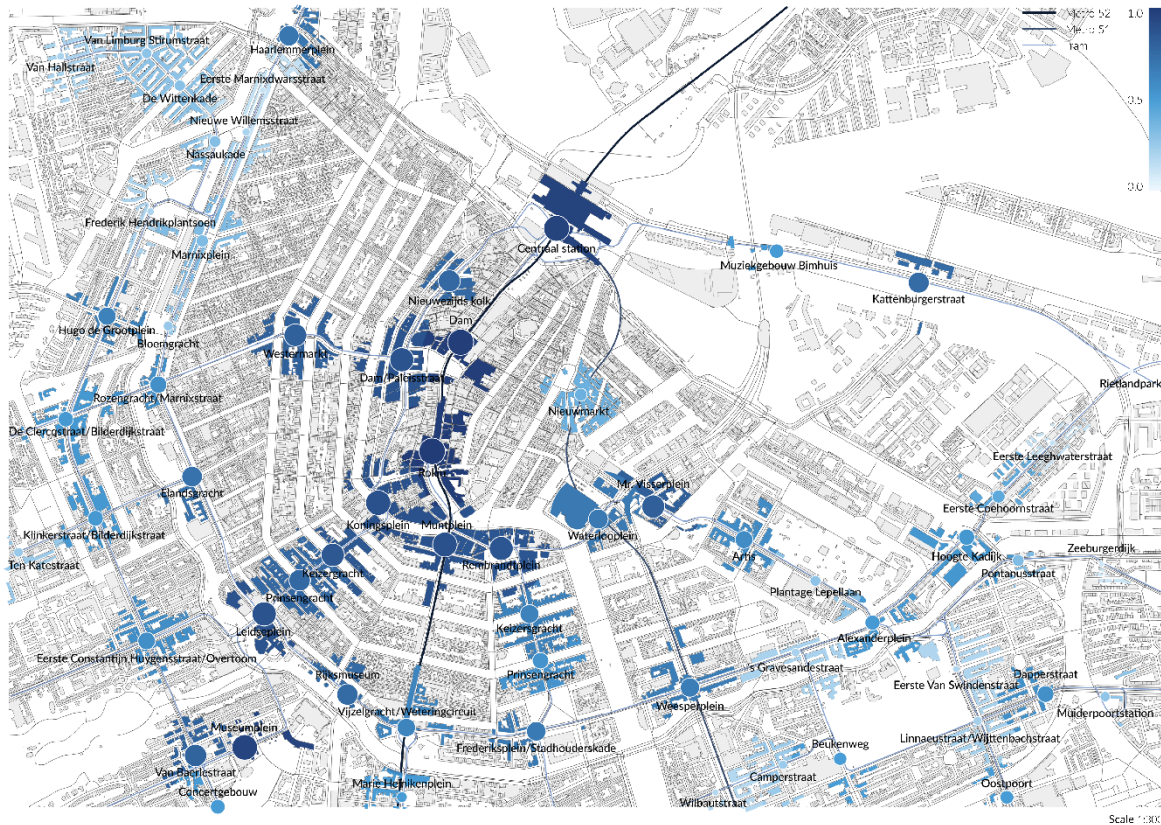 Metro 52
1.0
Metro 51
Tram
Van Limburg Stirumstraat
Haarlemmerplein
Van Hallstraat
Eerste Marnixdwarsstraat
De Wittenkade
0.5
Nieuwe Willemsstraat
Nassaukade
0.0
Frederik Hendrikplantsoen
Centraal station
Marnixplein
Muziekgebouw Bimhuis
Nieuwezijds kolk
Kattenburgerstraat
Dam
Hugo de Grootplein
Bloemgracht
Westermarkt
Dam/Paleisstraat
Rietlandpark
Rozengracht/Marnixstraat
Nieuwmarkt
De Clercqstraat/Bilderdijkstraat
Eerste Leeghwaterstraat
Rokin
Elandsgracht
Mr. Visserplein
Eerste Coehoornstraat
Koningsplein
Muntplein
Klinkerstraat/Bilderdijkstraat
Waterlooplein
Zeeburgerdijk
Artis
Hoogte Kadijk
Ten Katestraat
Rembrandtplein
Keizergracht
Pontanusstraat
Plantage Lepellaan
Prinsengracht
Keizersgracht
Leidseplein
Alexanderplein
Eerste Constantijn Huygensstraat/Overtoom
's Gravesandestraat
Rijksmuseum
Prinsengracht
Dapperstraat
Eerste Van Swindenstraat
Weesperplein
Vijzelgracht/Weteringcircuit
Muiderpoortstation
Museumplein
Linnaeustraat/Wijttenbachstraat
Frederiksplein/Stadhouderskade
Beukenweg
Van Baerlestraat
Camperstraat
Marie Heinikenplein
Oostpoort
Concertgebouw
Wilbautstraat